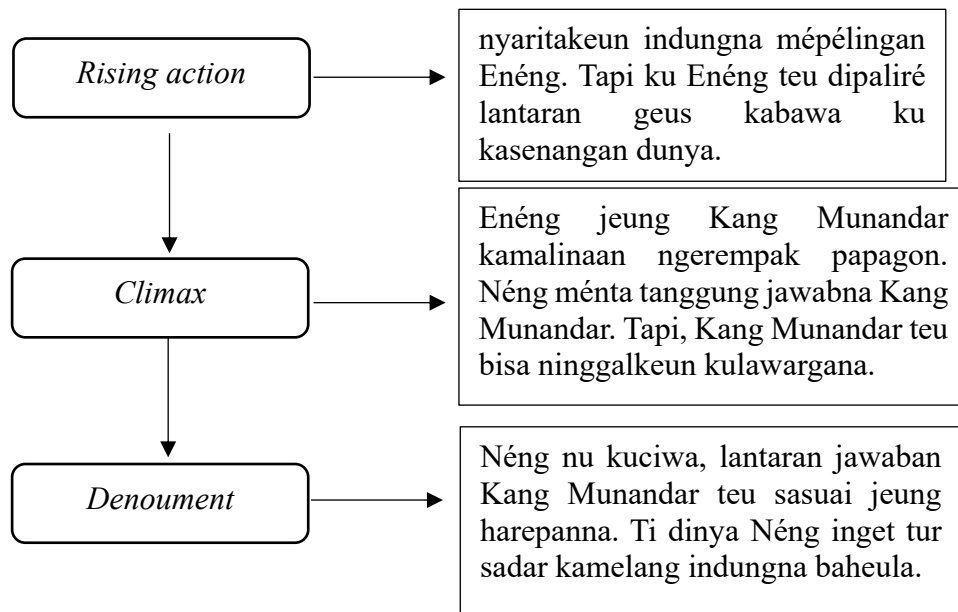 Rising action
nyaritakeun indungna mépélingan
Enéng. Tapi ku Enéng teu dipaliré
lantaran geus kabawa ku
kasenangan dunya.
Climax
Enéng jeung Kang Munandar
kamalinaan ngerempak papagon.
Néng ménta tanggung jawabna Kang
Munandar. Tapi, Kang Munandar teu
bisa ninggalkeun kulawargana.
Denoument
Néng nu kuciwa, lantaran jawaban
Kang Munandar teu sasuai jeung
harepanna. Ti dinya Néng inget tur
sadar kamelang indungna baheula.